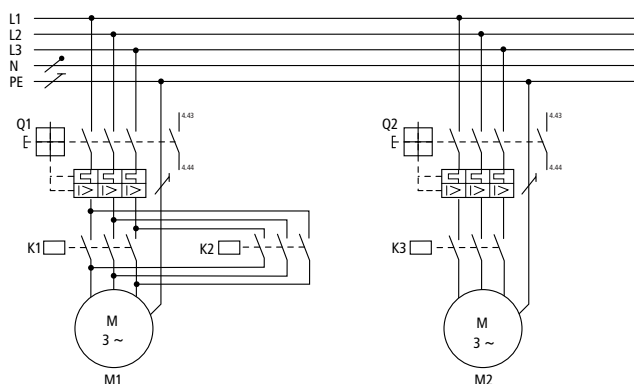 L1
L2
L3
N
PE
Q1
4.43
4.44
Q2
4.43
4.44
I> I> I>
I> I> I>
K1
K2
K3
M
3 ~
M1
M
3 ~
M2